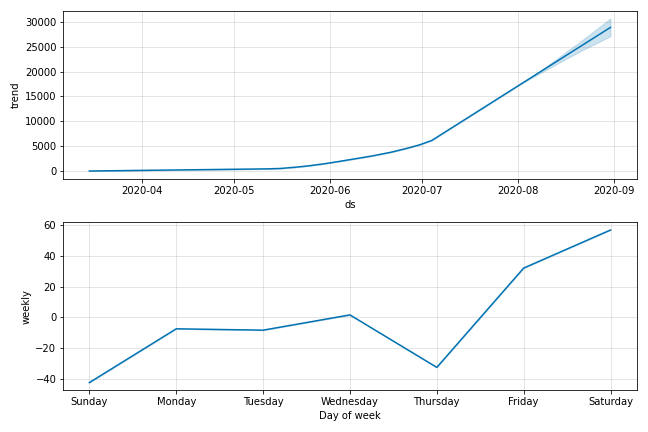 30000
25000
20000
15000
10000
5000
0
trend
2020-04 2020-05 2020-06 2020-07 2020-08 2020-09
ds
60
40
20
0
−20
−40
weekly
Sunday Monday Tuesday Wednesday Thursday Friday Saturday
Day of week